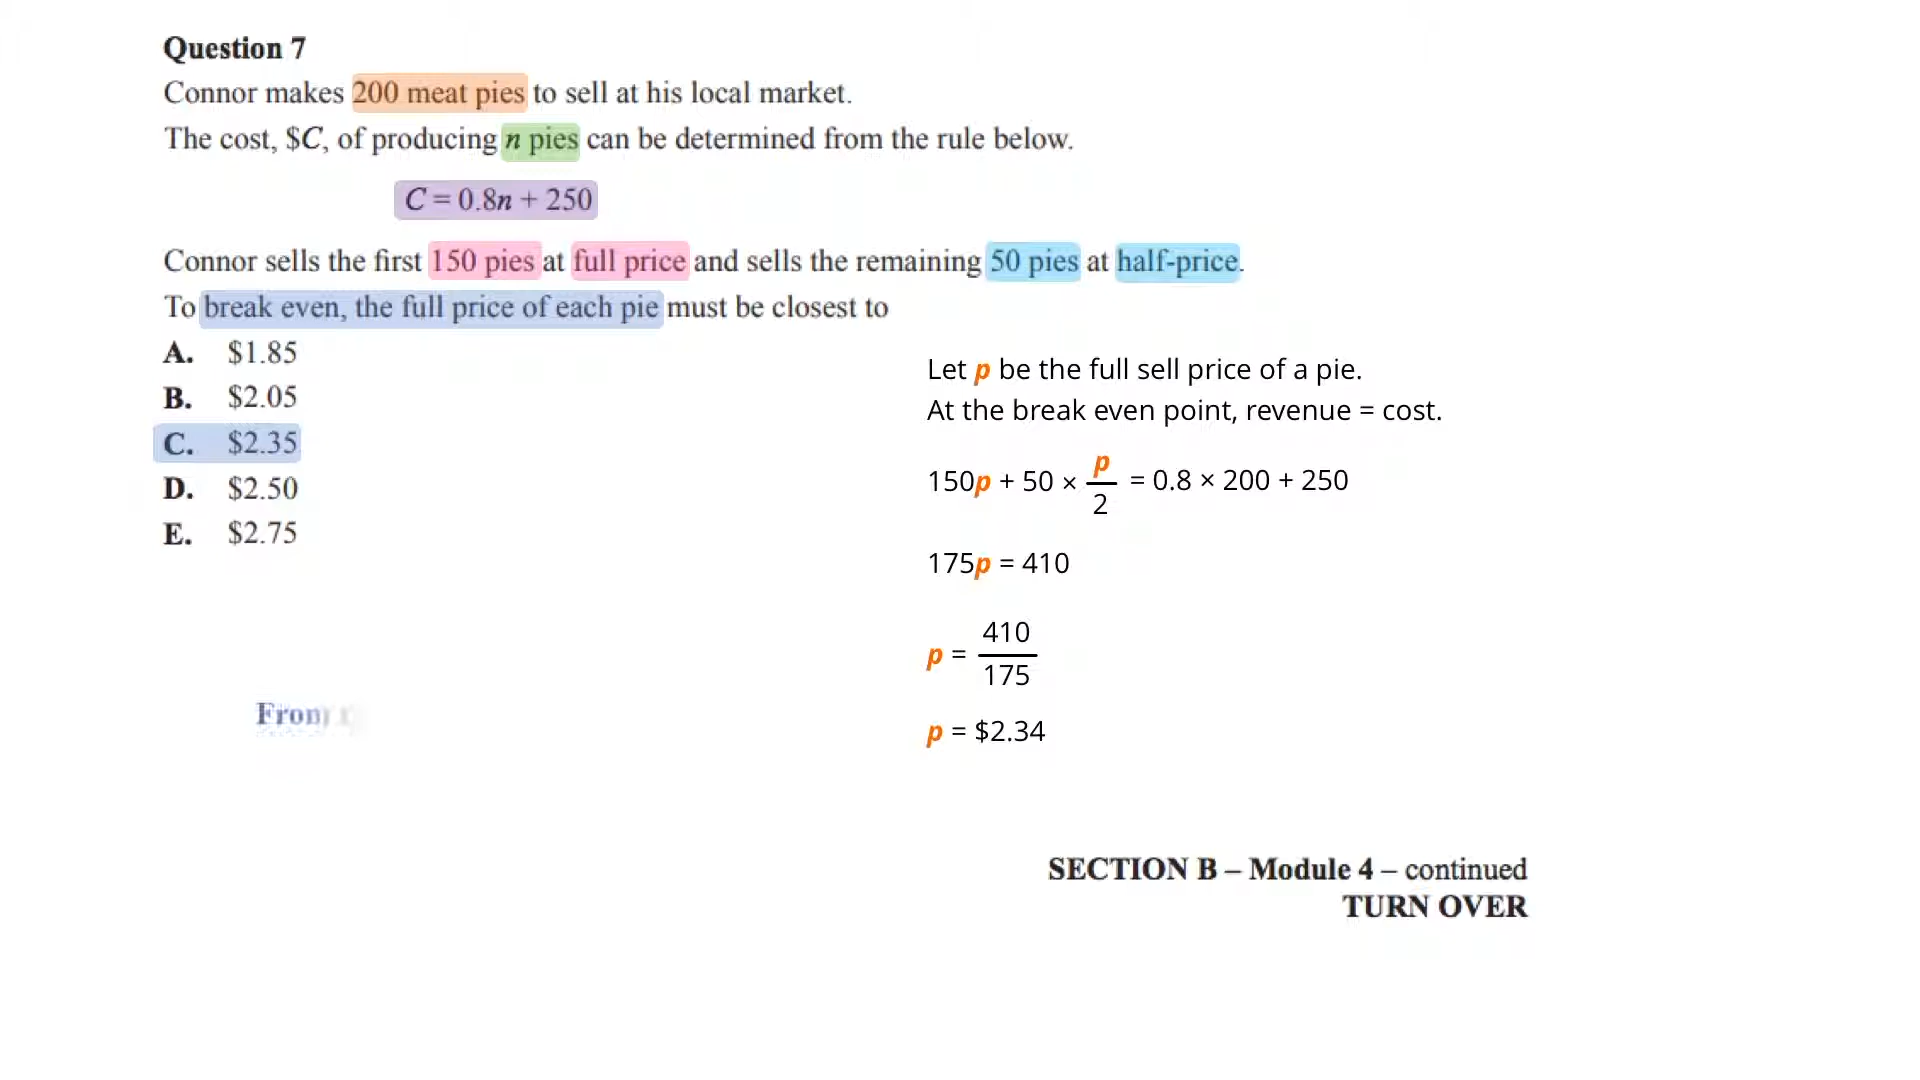 Question 7
Connor makes 200 meat pies to sell at his local market.
The cost, $C, of producing n pies can be determined from the rule below.
C = 0.8n + 250
Connor sells the first 150 pies at full price and sells the remaining 50 pies at half-price.
To break even, the full price of each pie must be closest to
A. $1.85
B. $2.05
C. $2.35
D. $2.50
E. $2.75
Let p be the full sell price of a pie.
At the break even point, revenue = cost.
150p + 50 × p/2 = 0.8 × 200 + 250
175p = 410
p = 410/175
p = $2.34
From
SECTION B – Module 4 – continued
TURN OVER